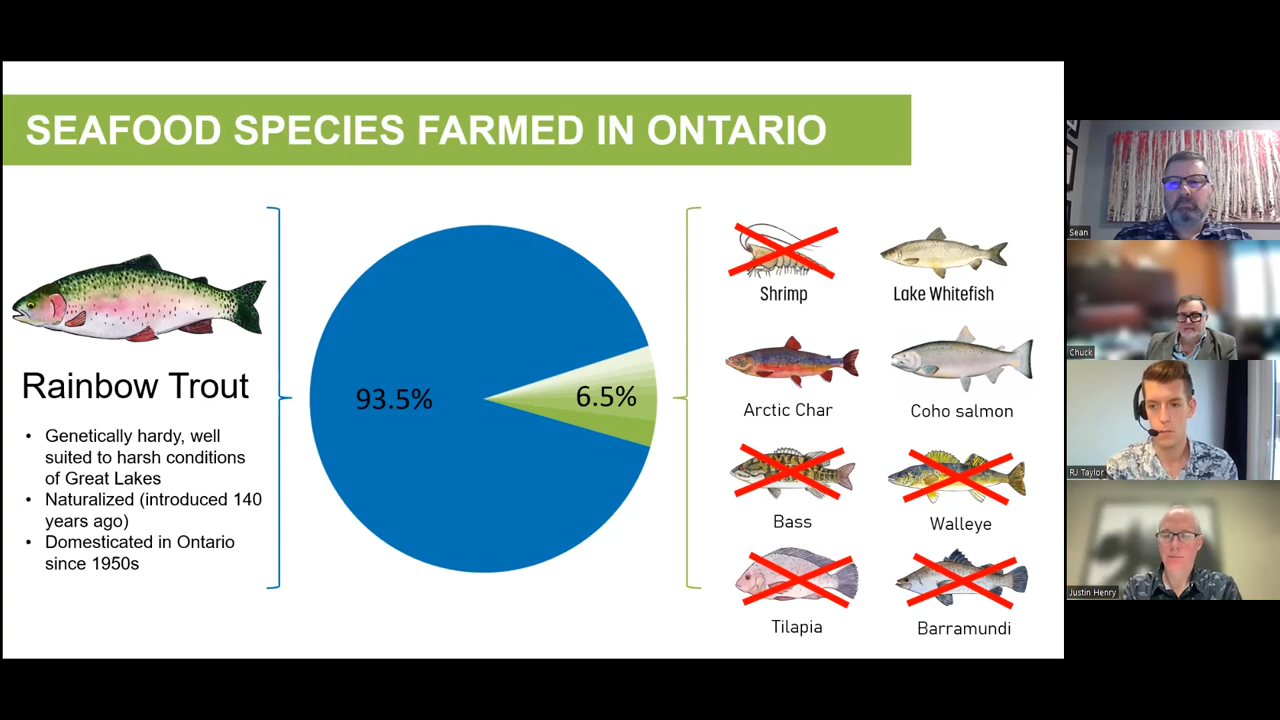 SEAFOOD SPECIES FARMED IN ONTARIO
Rainbow Trout
• Genetically hardy, well
suited to harsh conditions
of Great Lakes
• Naturalized (introduced 140
years ago)
• Domesticated in Ontario
since 1950s
93.5%
6.5%
Shrimp
Lake Whitefish
Arctic Char
Coho salmon
Bass
Walleye
Tilapia
Barramundi
Sean
Chuck
RJ Taylor
Justin Henry